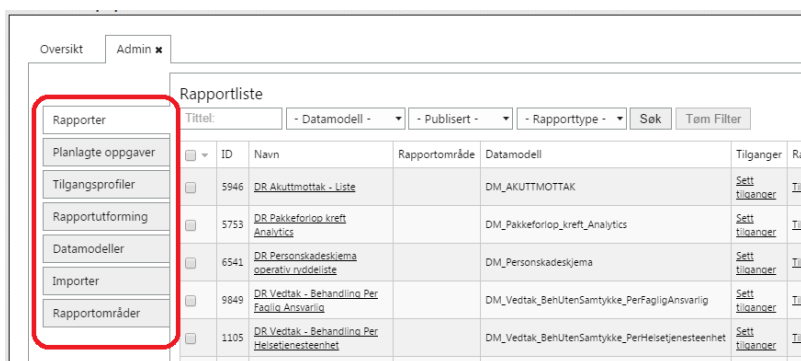 Oversikt Admin ✖
Rapporter
Planlagte oppgaver
Tilgangsprofiler
Rapportutforming
Datamodeller
Importer
Rapportområder
Rapportliste
Tittel: - Datamodell - - Publisert - - Rapporttype - Søk Tøm Filter
ID Navn Rapportområde Datamodell Tilganger
5946 DR Akuttmottak - Liste DM_AKUTTMOTTAK Sett
tilganger
5753 DR Pakkeforlop kreft DM_Pakkeforlop_kreft_Analytics Sett
Analytics tilganger
6541 DR Personskadeskjema DM_Personskadeskjema Sett
operativ ryddeliste tilganger
9849 DR Vedtak - Behandling Per DM_Vedtak_BehUtenSamtykke_PerFagligAnsvarlig Sett
Faglig Ansvarlig tilganger
1105 DR Vedtak - Behandling Per DM_Vedtak_BehUtenSamtykke_PerHelsetjenesteenhet Sett
Helsetjenesteenhet tilganger